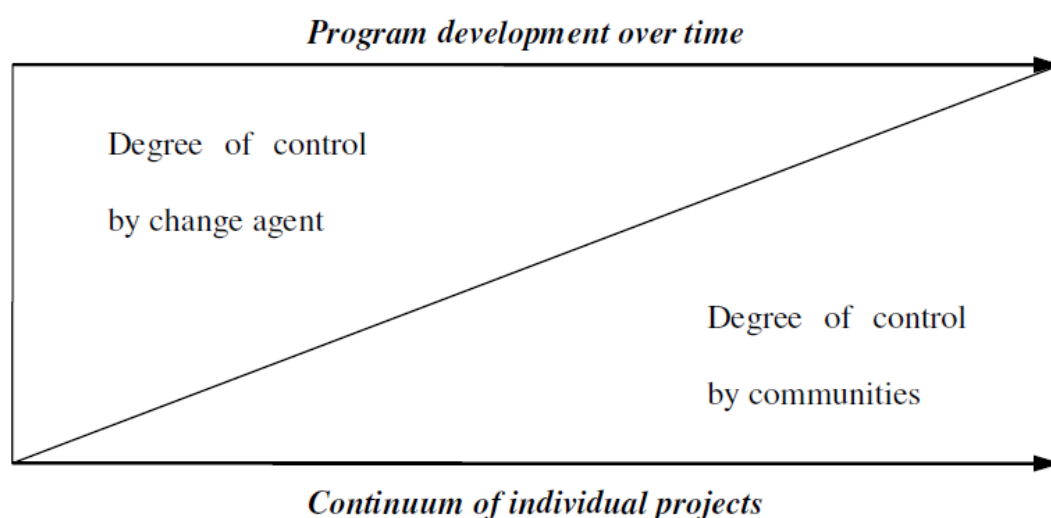 Program development over time
Degree of control
by change agent
Degree of control
by communities
Continuum of individual projects